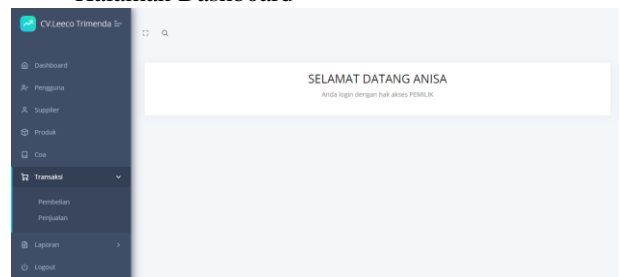 Halaman Dashboard
CV.Leeco Trimenda
Dashboard
Pengguna
Supplier
Produk
Coa
Transaksi
Pembelian
Penjualan
Laporan
Logout
SELAMAT DATANG ANISA
Anda login dengan hak akses PEMILIK